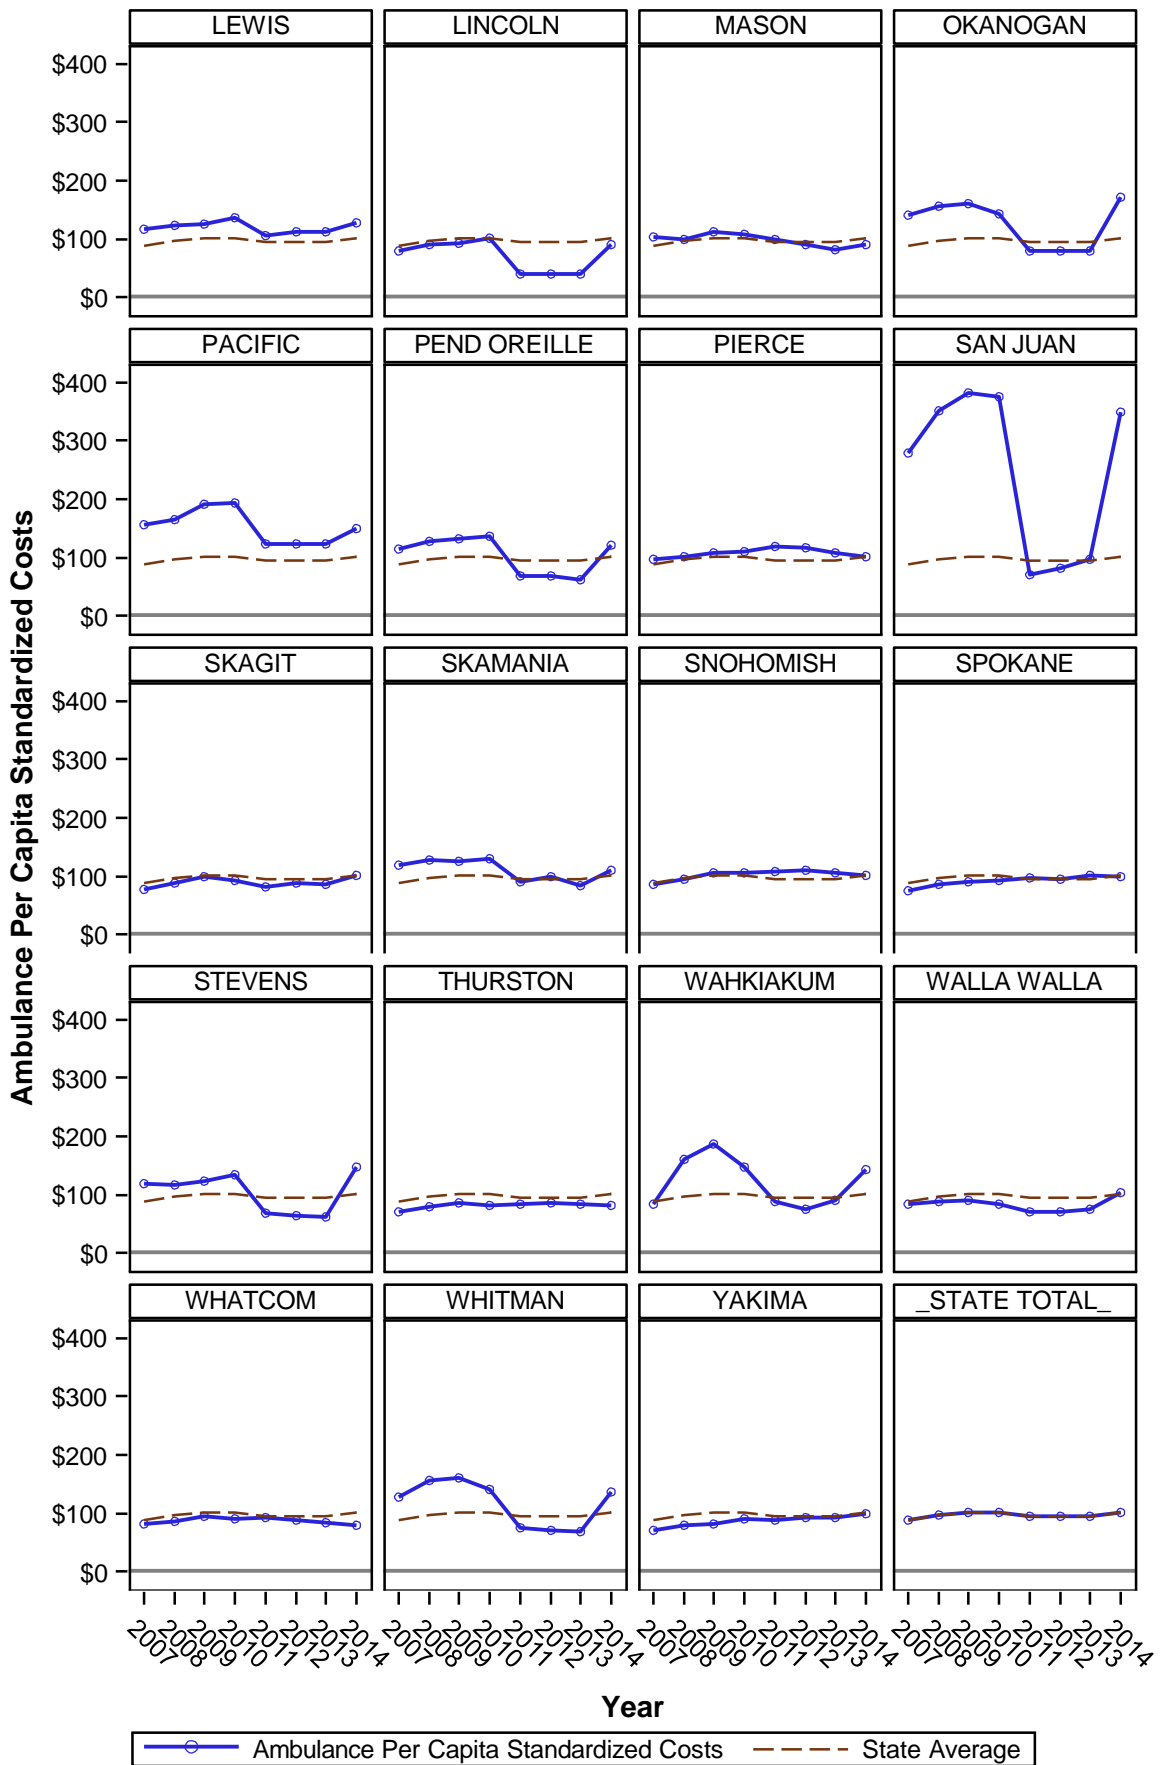 LEWIS LINCOLN MASON OKANOGAN
$400
$300
$200
$100
$0
PACIFIC PEND OREILLE PIERCE SAN JUAN
$400
$300
$200
$100
$0
SKAGIT SKAMANIA SNOHOMISH SPOKANE
$400
$300
$200
$100
$0
STEVENS THURSTON WAHKIAKUM WALLA WALLA
$400
$300
$200
$100
$0
WHATCOM WHITMAN YAKIMA _STATE TOTAL_
$400
$300
$200
$100
$0
Ambulance Per Capita Standardized Costs
2007 2008 2009 2010 2011 2012 2013 2014 2007 2008 2009 2010 2011 2012 2013 2014 2007 2008 2009 2010 2011 2012 2013 2014 2007 2008 2009 2010 2011 2012 2013 2014
Year
Ambulance Per Capita Standardized Costs State Average